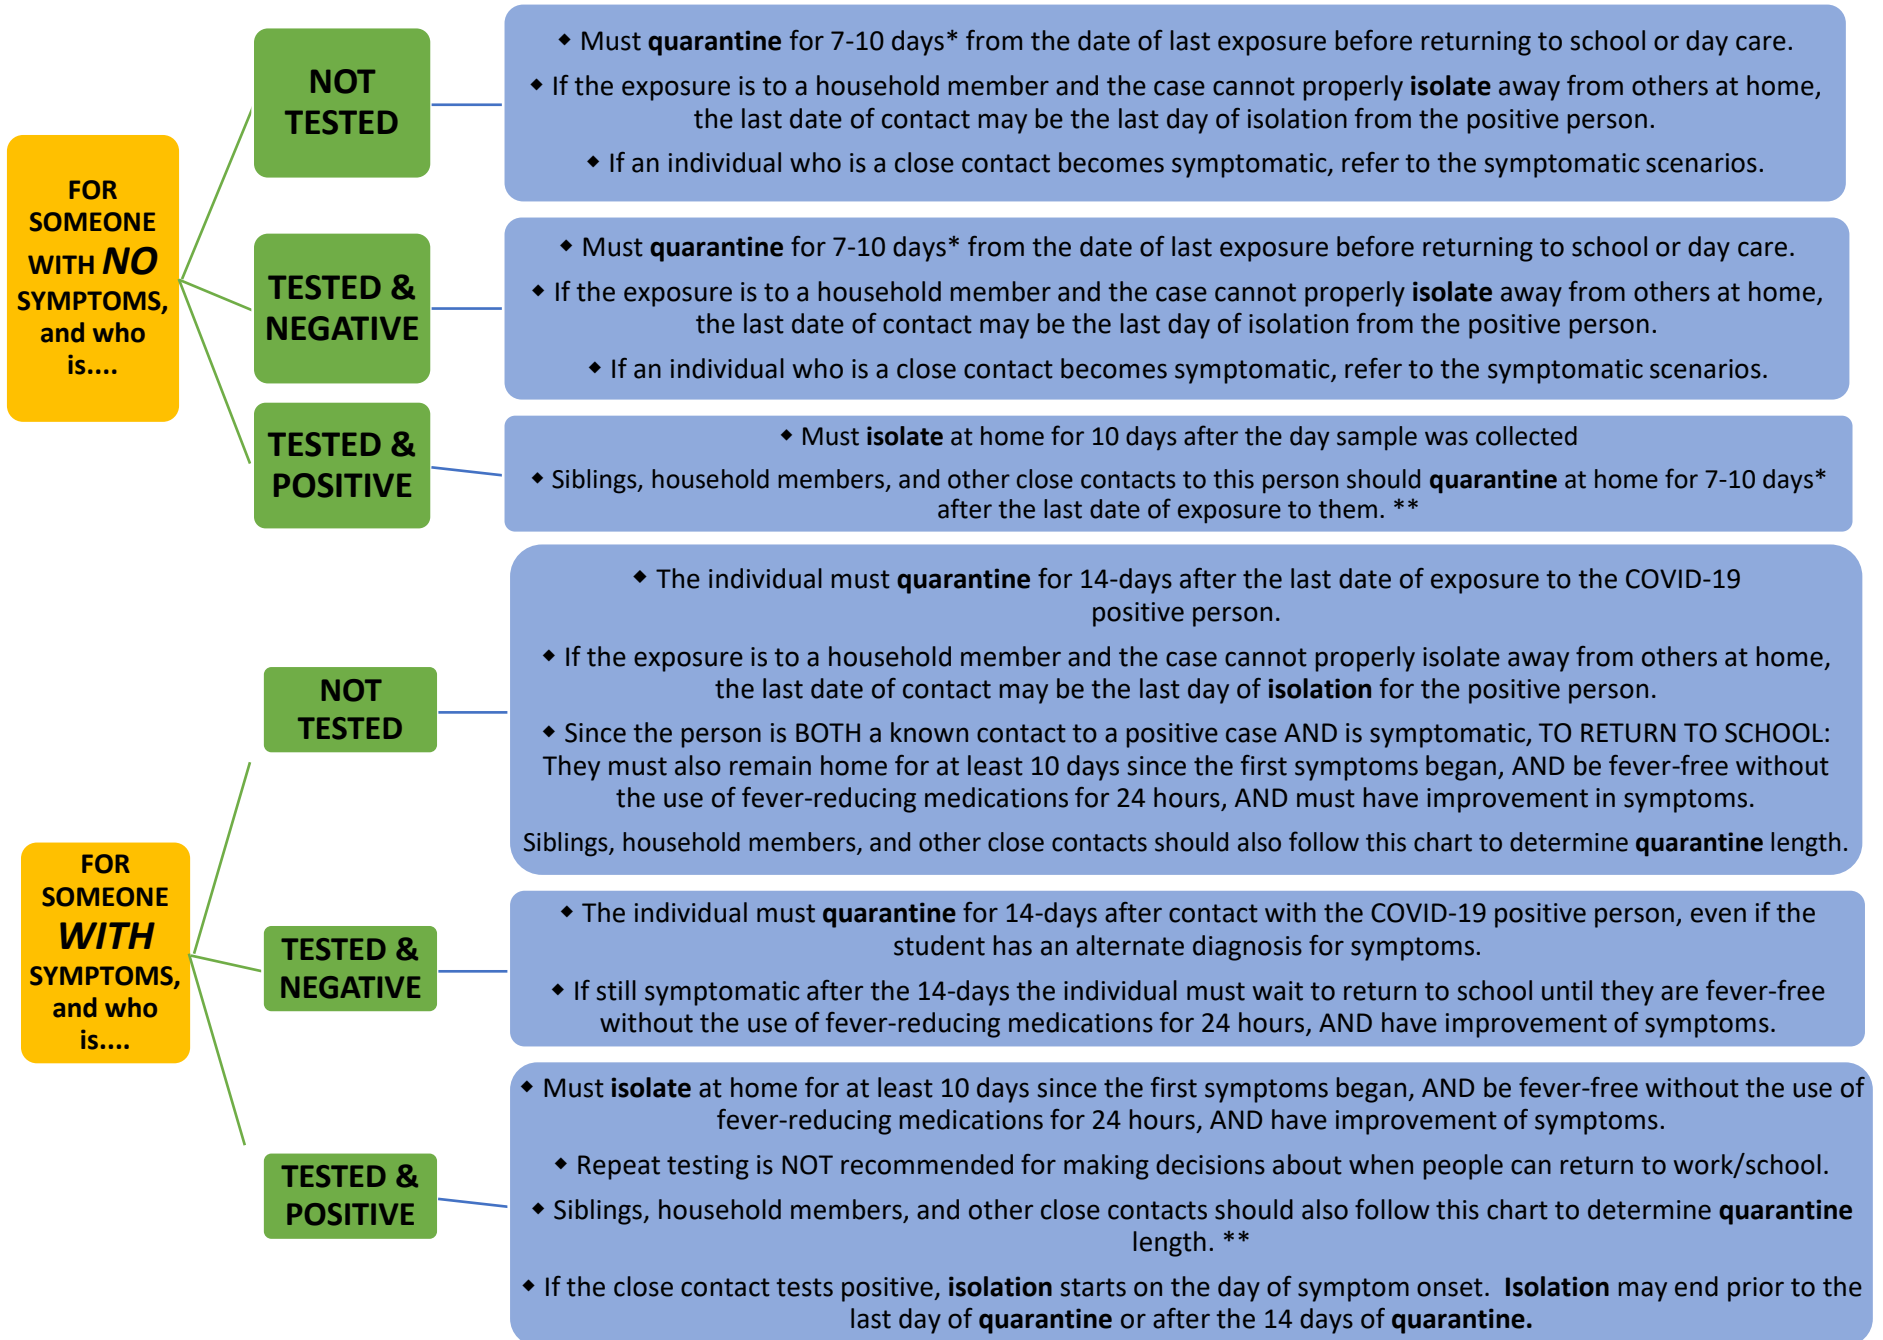 FOR
SOMEONE
WITH NO
SYMPTOMS,
and who
is....
NOT
TESTED
◆ Must quarantine for 7-10 days* from the date of last exposure before returning to school or day care.
◆ If the exposure is to a household member and the case cannot properly isolate away from others at home,
the last date of contact may be the last day of isolation from the positive person.
◆ If an individual who is a close contact becomes symptomatic, refer to the symptomatic scenarios.
TESTED &
NEGATIVE
◆ Must quarantine for 7-10 days* from the date of last exposure before returning to school or day care.
◆ If the exposure is to a household member and the case cannot properly isolate away from others at home,
the last date of contact may be the last day of isolation from the positive person.
◆ If an individual who is a close contact becomes symptomatic, refer to the symptomatic scenarios.
TESTED &
POSITIVE
◆ Must isolate at home for 10 days after the day sample was collected
◆ Siblings, household members, and other close contacts to this person should quarantine at home for 7-10 days*
after the last date of exposure to them. **
FOR
SOMEONE
WITH
SYMPTOMS,
and who
is....
NOT
TESTED
◆ The individual must quarantine for 14-days after the last date of exposure to the COVID-19
positive person.
◆ If the exposure is to a household member and the case cannot properly isolate away from others at home,
the last date of contact may be the last day of isolation for the positive person.
◆ Since the person is BOTH a known contact to a positive case AND is symptomatic, TO RETURN TO SCHOOL:
They must also remain home for at least 10 days since the first symptoms began, AND be fever-free without
the use of fever-reducing medications for 24 hours, AND must have improvement in symptoms.
Siblings, household members, and other close contacts should also follow this chart to determine quarantine length.
TESTED &
NEGATIVE
◆ The individual must quarantine for 14-days after contact with the COVID-19 positive person, even if the
student has an alternate diagnosis for symptoms.
◆ If still symptomatic after the 14-days the individual must wait to return to school until they are fever-free
without the use of fever-reducing medications for 24 hours, AND have improvement of symptoms.
TESTED &
POSITIVE
◆ Must isolate at home for at least 10 days since the first symptoms began, AND be fever-free without the use of
fever-reducing medications for 24 hours, AND have improvement of symptoms.
◆ Repeat testing is NOT recommended for making decisions about when people can return to work/school.
◆ Siblings, household members, and other close contacts should also follow this chart to determine quarantine
length. **
◆ If the close contact tests positive, isolation starts on the day of symptom onset.  Isolation may end prior to the
last day of quarantine or after the 14 days of quarantine.